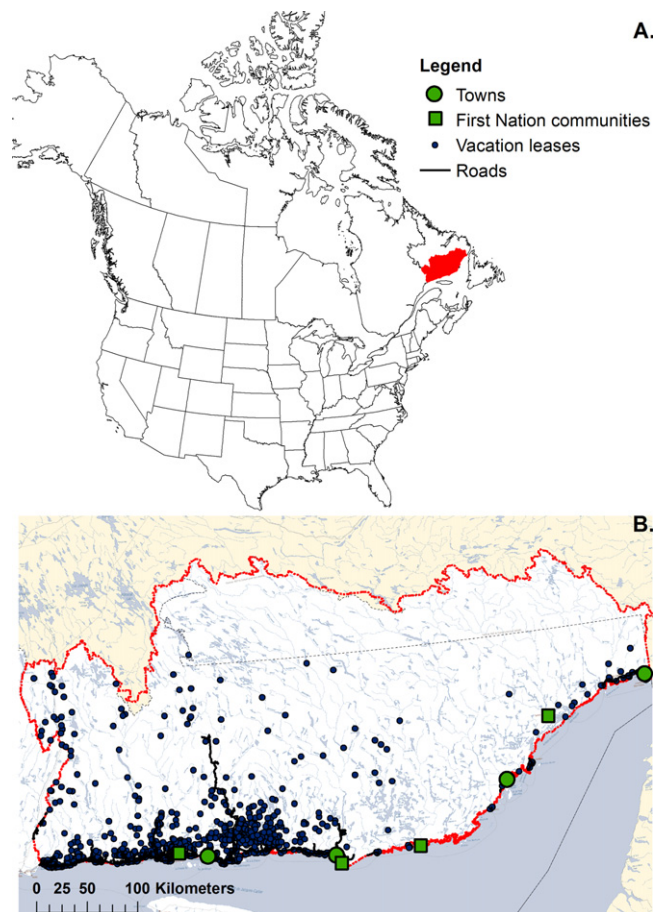 A.
Legend
Towns
First Nation communities
Vacation leases
Roads
B.
0 25 50 100 Kilometers